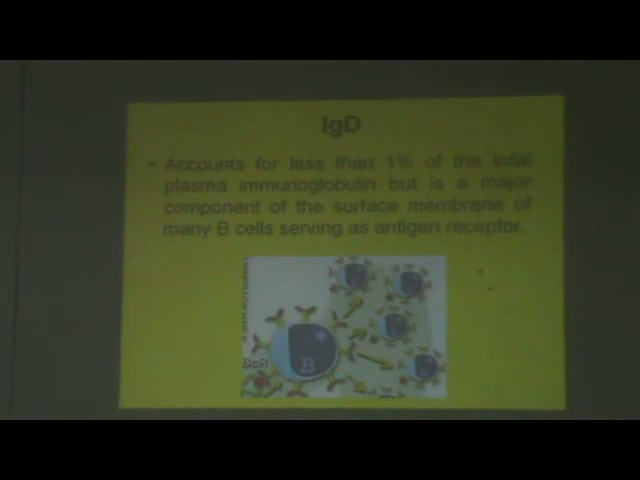 IgD
• Accounts for less than 1% of the total
plasma immunoglobulin but is a major
component of the surface membrane of
many B cells serving as antigen receptor.
B